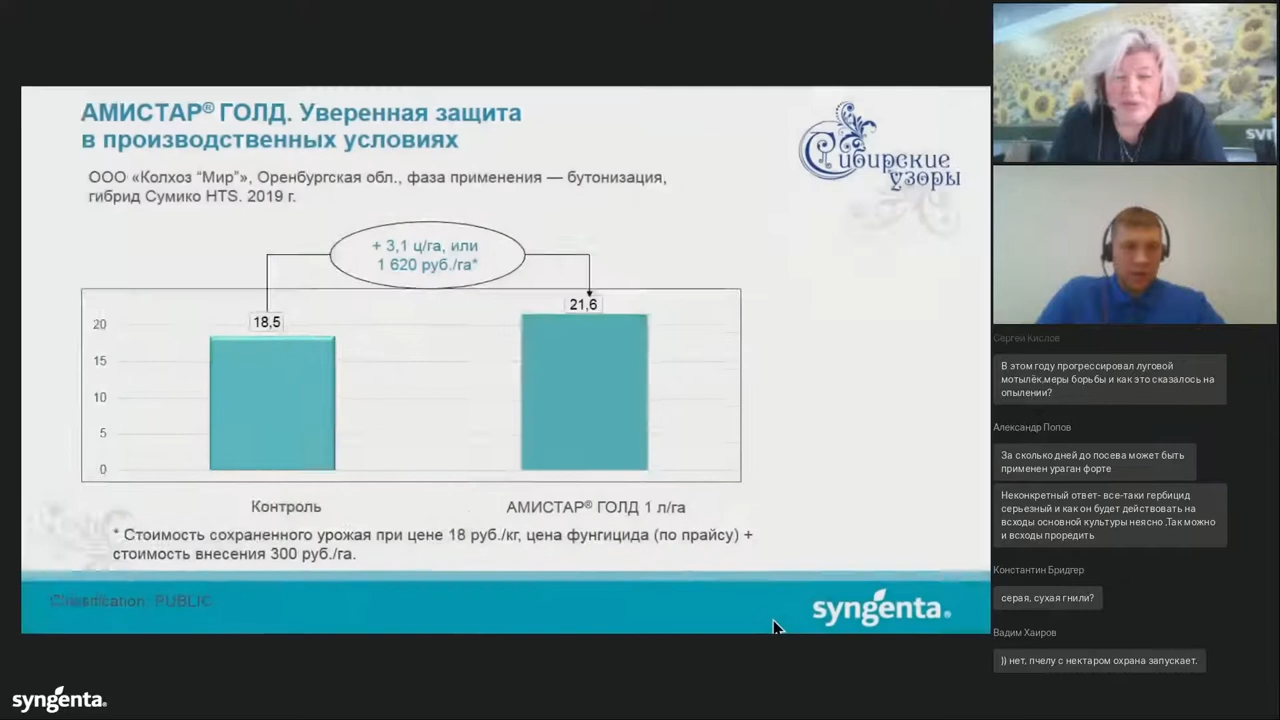 АМИСТАР® ГОЛД. Уверенная защита
в производственных условиях
Сибирские
узоры
ООО «Колхоз “Мир”», Оренбургская обл., фаза применения — бутонизация,
гибрид Сумико HTS. 2019 г.
+ 3,1 ц/га, или
1 620 руб./га*
18,5
21,6
20
15
10
5
0
Контроль
АМИСТАР® ГОЛД 1 л/га
* Стоимость сохраненного урожая при цене 18 руб./кг, цена фунгицида (по прайсу) +
стоимость внесения 300 руб./га.
Classification: PUBLIC
syngenta®
syngenta®
Сергей Кислов
В этом году прогрессировал луговой
мотылёк,меры борьбы и как это сказалось на
опылении?
Александр Попов
За сколько дней до посева может быть
применен ураган форте
Неконкретный ответ- все-таки гербицид
серьезный и как он будет действовать на
всходы основной культуры неясно ,Так можно
и всходы проредить
Константин Бридгер
серая, сухая гнили?
Вадим Хаиров
)) нет, пчелу с нектаром охрана запускает.